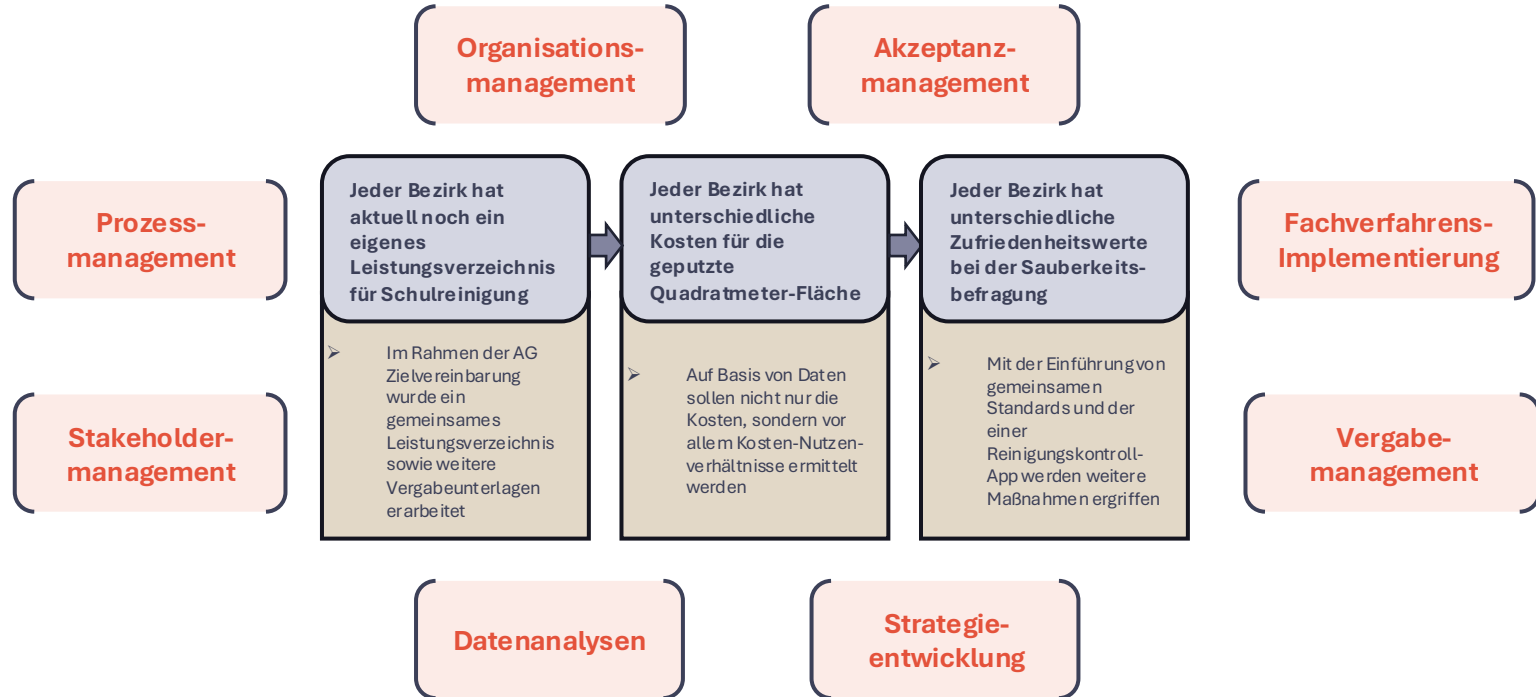 Organisations-
management
Akzeptanz-
management
Prozess-
management
Jeder Bezirk hat
aktuell noch ein
eigenes
Leistungsverzeichnis
für Schulreinigung
Jeder Bezirk hat
unterschiedliche
Kosten für die
geputzte
Quadratmeter-Fläche
Jeder Bezirk hat
unterschiedliche
Zufriedenheitswerte
bei der Sauberkeits-
befragung
Fachverfahrens-
Implementierung
Stakeholder-
management
➢ Im Rahmen der AG
Zielvereinbarung
wurde ein
gemeinsames
Leistungsverzeichnis
sowie weitere
Vergabeunterlagen
erarbeitet
➢ Auf Basis von Daten
sollen nicht nur die
Kosten, sondern vor
allem Kosten-Nutzen-
verhältnisse ermittelt
werden
➢ Mit der Einführung von
gemeinsamen
Standards und der
einer
Reinigungskontroll-
App werden weitere
Maßnahmen ergriffen
Vergabe-
management
Datenanalysen
Strategie-
entwicklung